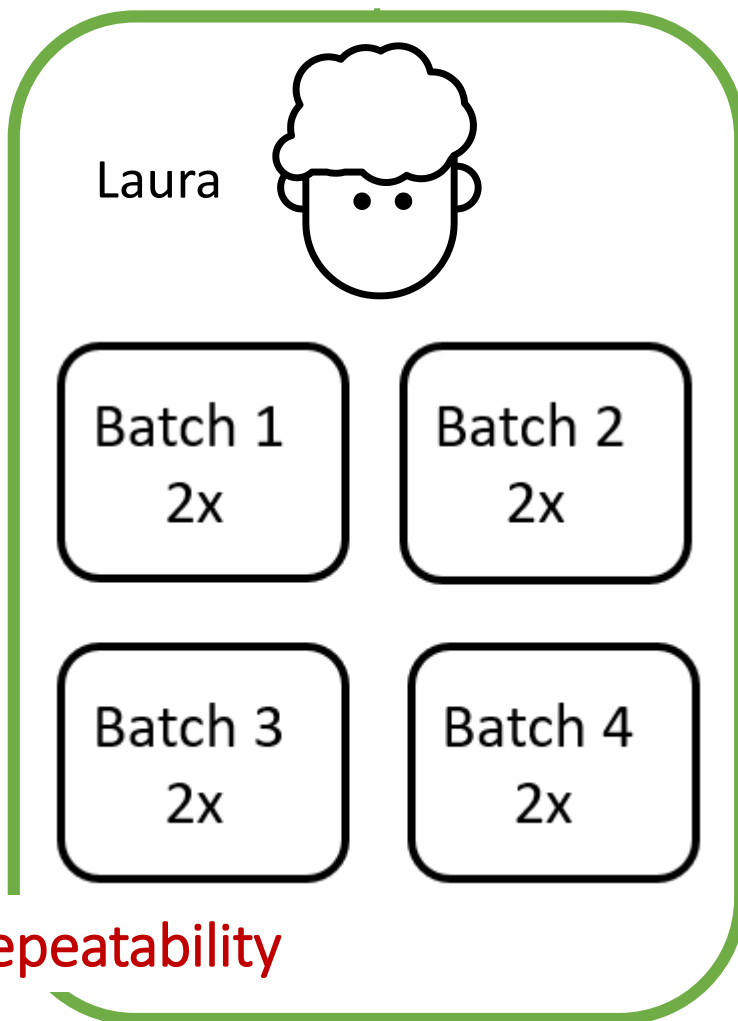 Laura
Batch 1
2x
Batch 2
2x
Batch 3
2x
Batch 4
2x
epeatability